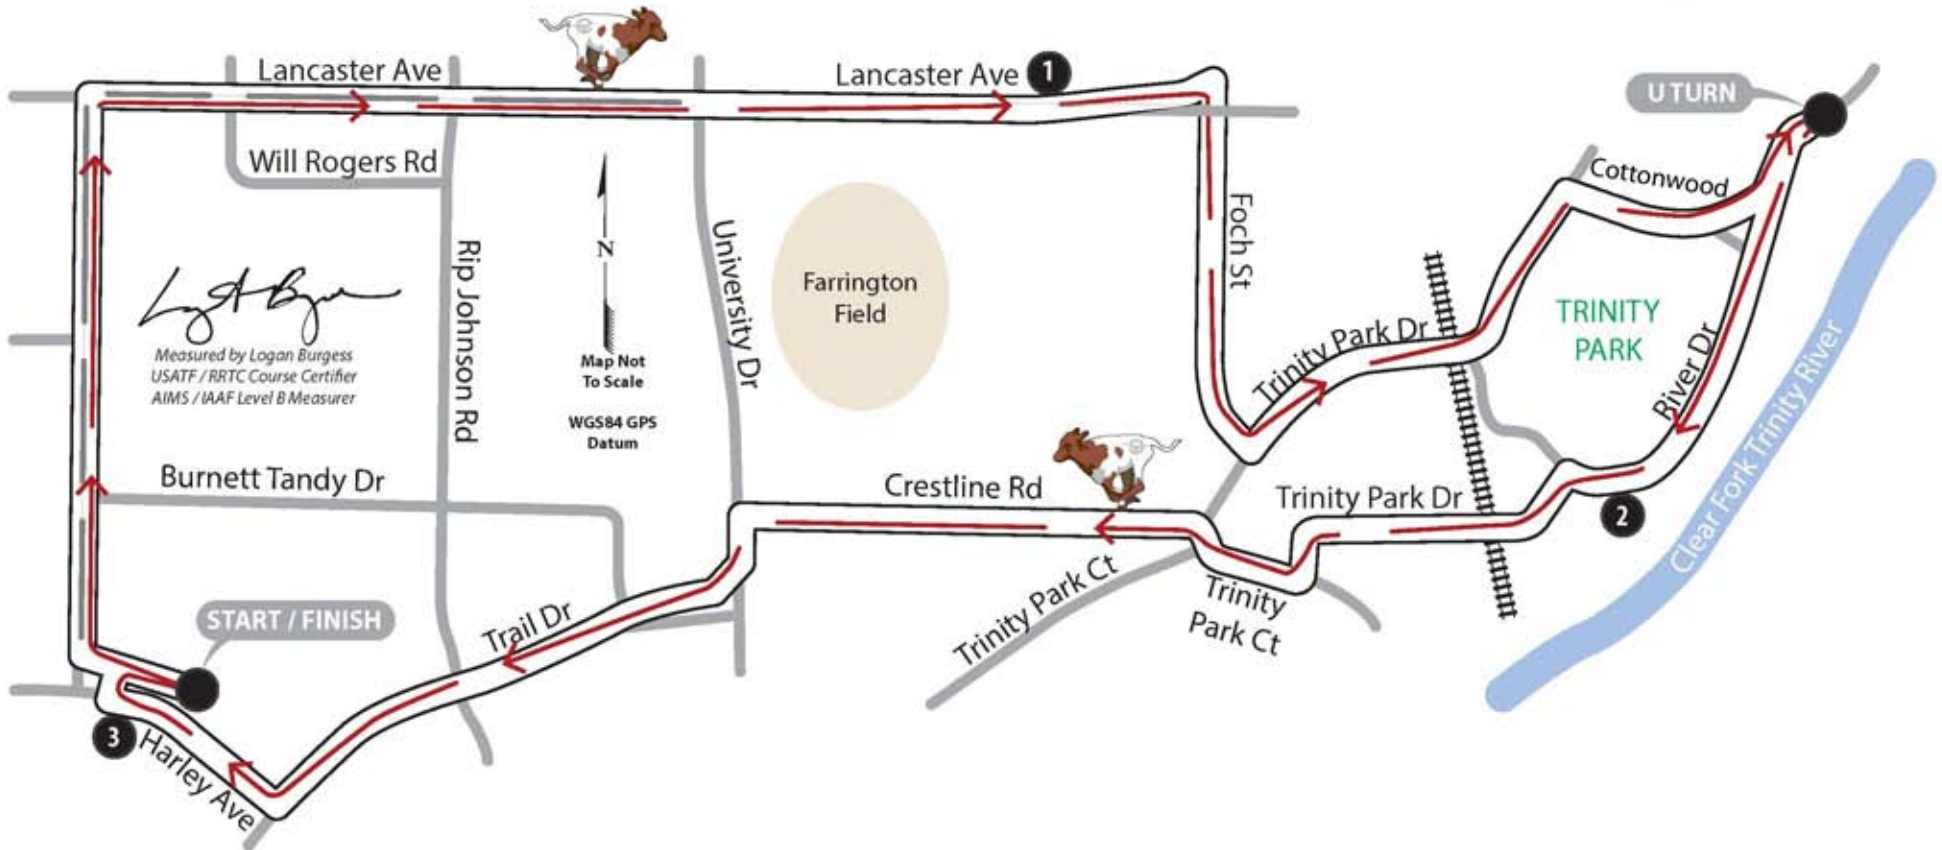 Lancaster Ave
Lancaster Ave
1
U TURN
Will Rogers Rd
Cottonwood
N
Foch St
University Dr
Rip Johnson Rd
Farrington
Field
TRINITY
PARK
Measured by Logan Burgess
USATF / RRTC Course Certifier
AIMS / IAAF Level B Measurer
Map Not
To Scale
WGS84 GPS
Datum
Trinity Park Dr
River Dr
Clear Fork Trinity River
Burnett Tandy Dr
Crestline Rd
Trinity Park Dr
2
START / FINISH
Trail Dr
Trinity Park Ct
Trinity
Park Ct
3
Harley Ave